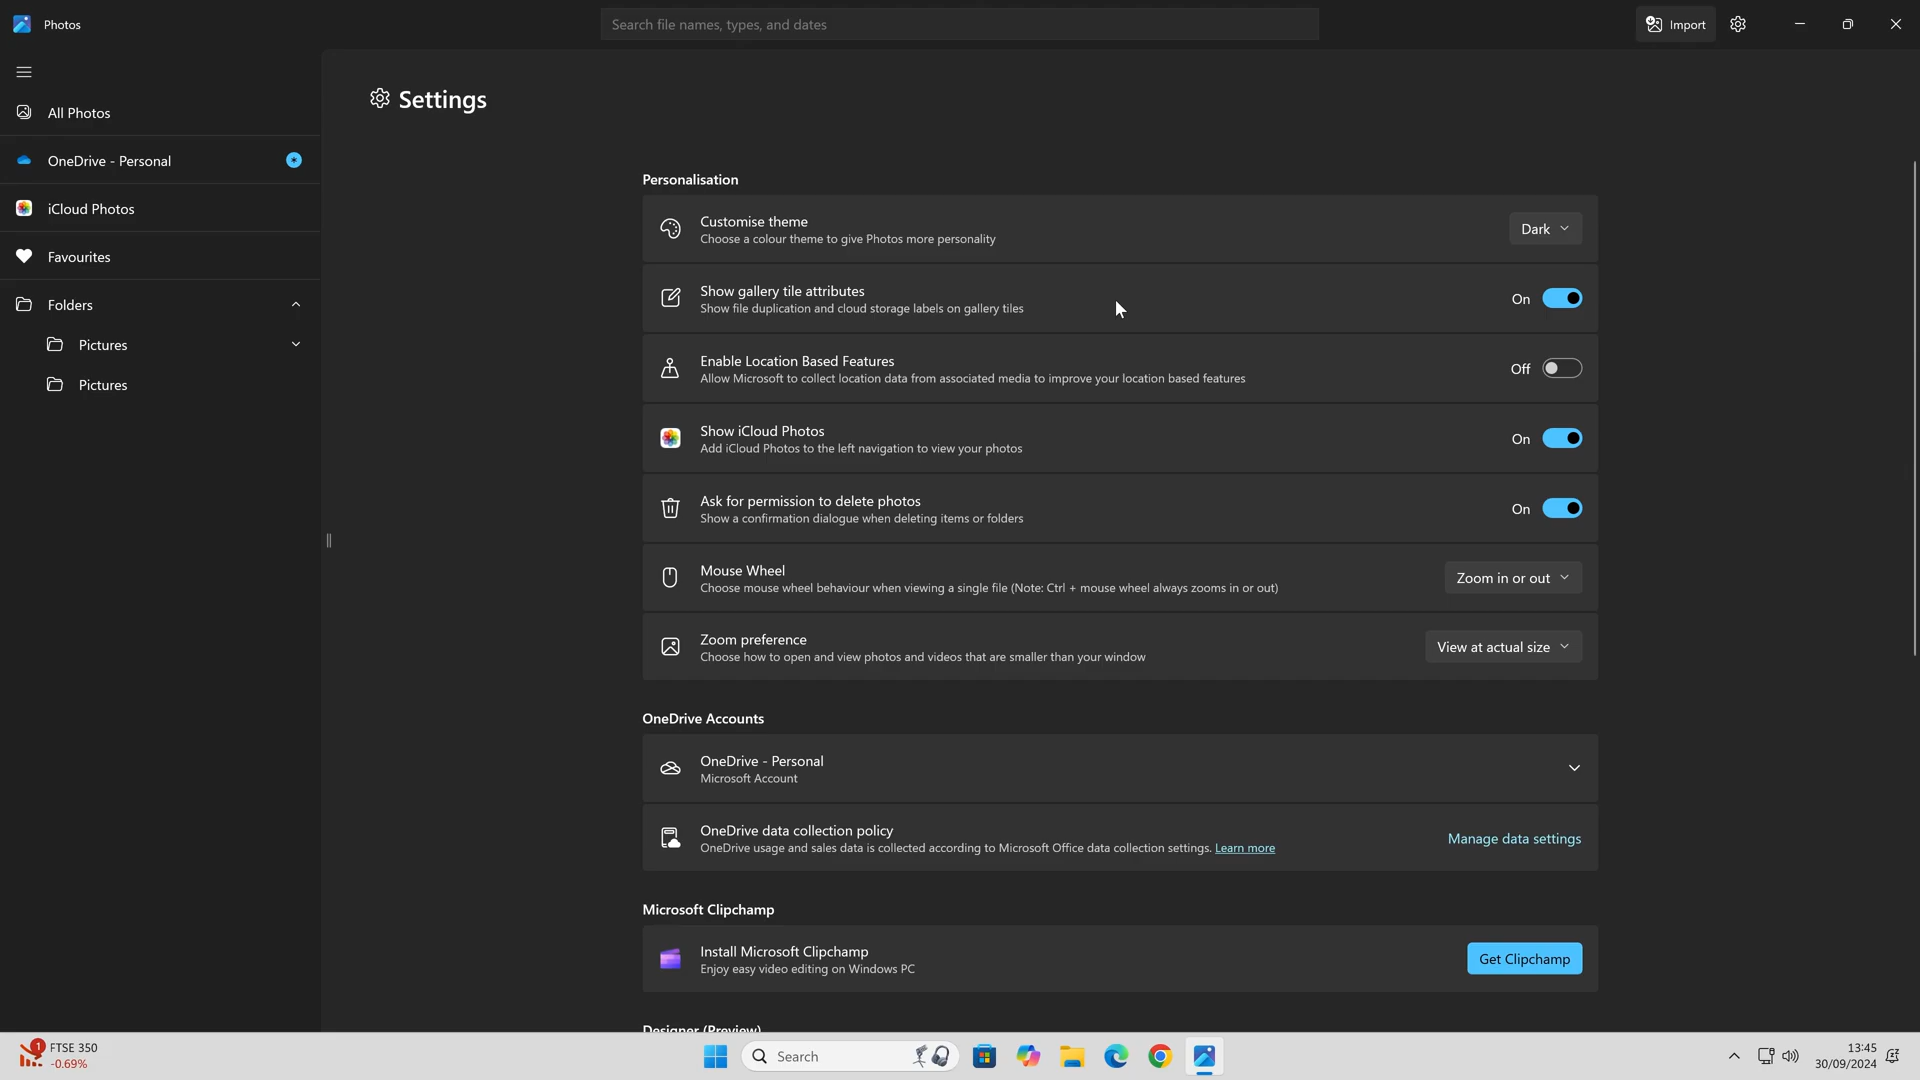 Photos
Search file names, types, and dates
Import
All Photos
OneDrive - Personal
iCloud Photos
Favourites
Folders
Pictures
Pictures
Settings
Personalisation
Customise theme
Choose a colour theme to give Photos more personality
Dark
Show gallery tile attributes
Show file duplication and cloud storage labels on gallery tiles
On
Enable Location Based Features
Allow Microsoft to collect location data from associated media to improve your location based features
Off
Show iCloud Photos
Add iCloud Photos to the left navigation to view your photos
On
Ask for permission to delete photos
Show a confirmation dialogue when deleting items or folders
On
Mouse Wheel
Choose mouse wheel behaviour when viewing a single file (Note: Ctrl + mouse wheel always zooms in or out)
Zoom in or out
Zoom preference
Choose how to open and view photos and videos that are smaller than your window
View at actual size
OneDrive Accounts
OneDrive - Personal
Microsoft Account
OneDrive data collection policy
OneDrive usage and sales data is collected according to Microsoft Office data collection settings. Learn more
Manage data settings
Microsoft Clipchamp
Install Microsoft Clipchamp
Enjoy easy video editing on Windows PC
Get Clipchamp
Designer (Preview)
1
FTSE 350
-0.69%
Search
13:45
30/09/2024